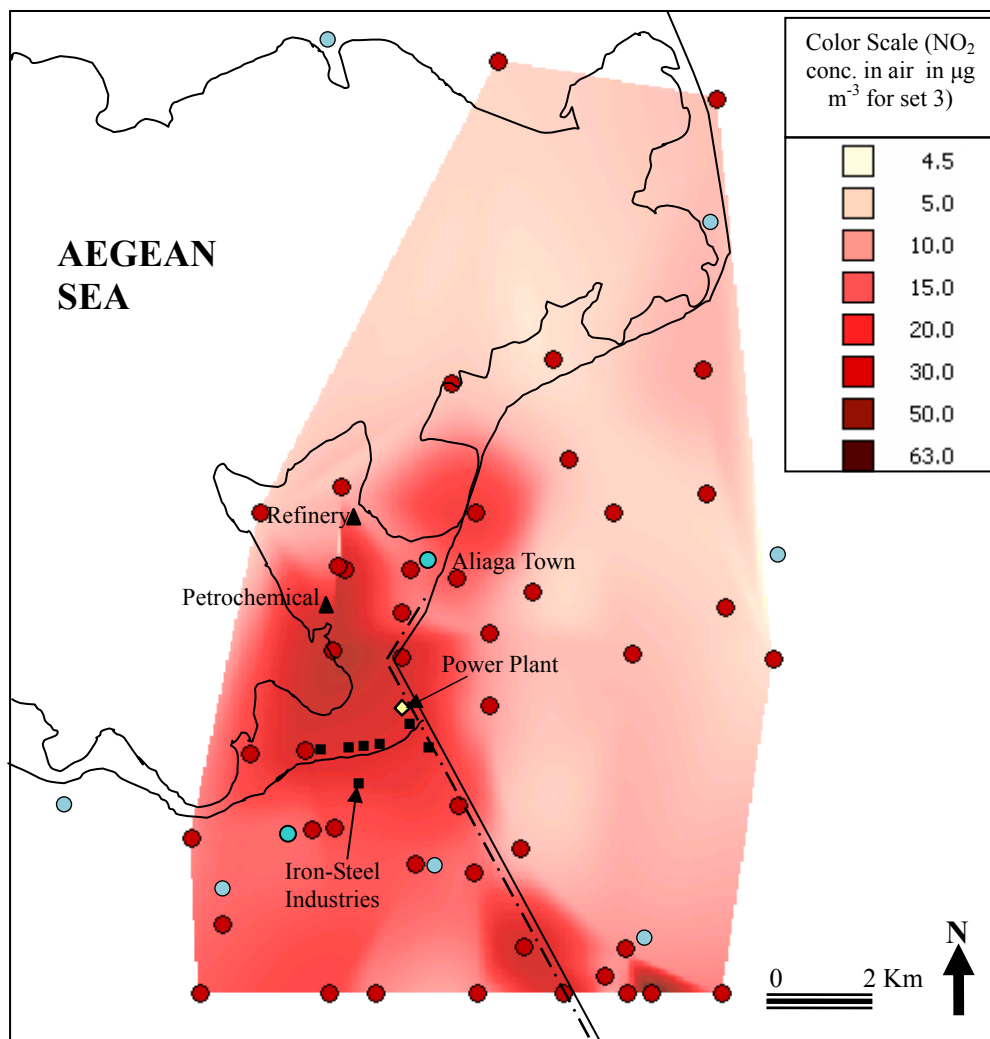 Color Scale (NO₂
conc. in air in µg
m⁻³ for set 3)
4.5
5.0
10.0
15.0
20.0
30.0
50.0
63.0
AEGEAN
SEA
Refinery
Aliaga Town
Petrochemical
Power Plant
Iron-Steel
Industries
N
0 2 Km